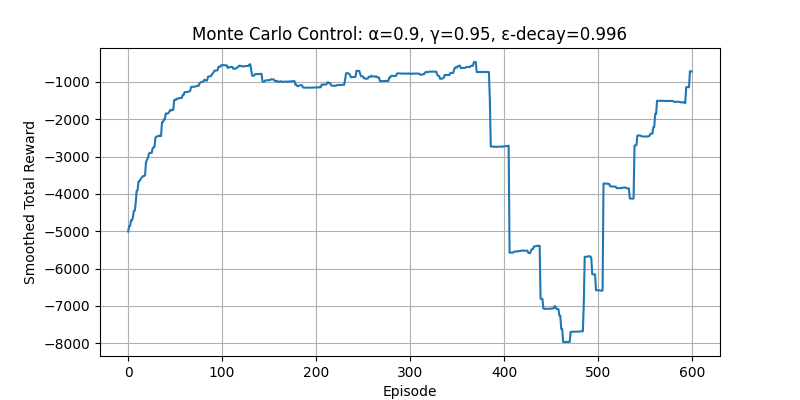 Monte Carlo Control: α=0.9, γ=0.95, ε-decay=0.996
Smoothed Total Reward
−1000
−2000
−3000
−4000
−5000
−6000
−7000
−8000
0 100 200 300 400 500 600
Episode